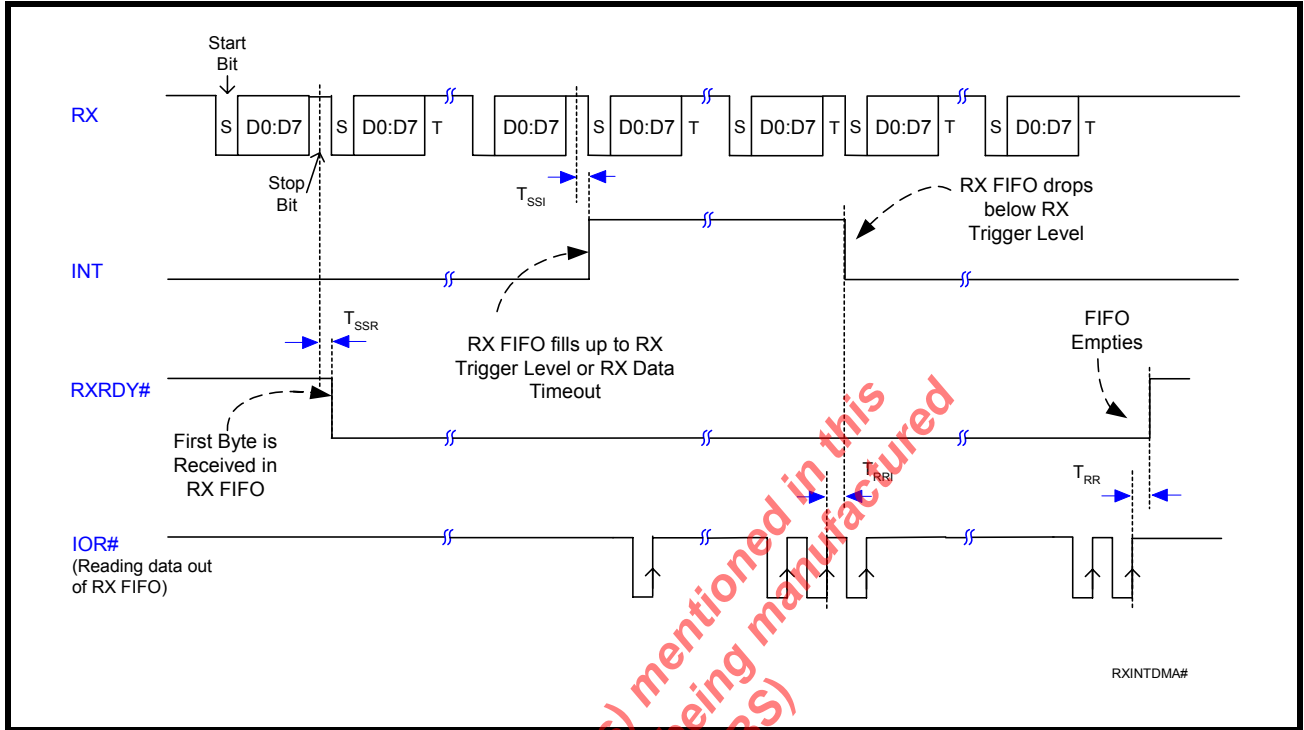 Start
Bit
RX
S D0:D7 S D0:D7 T D0:D7 S D0:D7 T S D0:D7 T S D0:D7 T S D0:D7 T
Stop
Bit
TSSI
RX FIFO drops
below RX
Trigger Level
INT
TSSR
RX FIFO fills up to RX
Trigger Level or RX Data
Timeout
FIFO
Empties
RXRDY#
First Byte is
Received in
RX FIFO
TRRI
TRR
IOR#
(Reading data out
of RX FIFO)
RXINTDMA#
mentioned in this
being manufactured